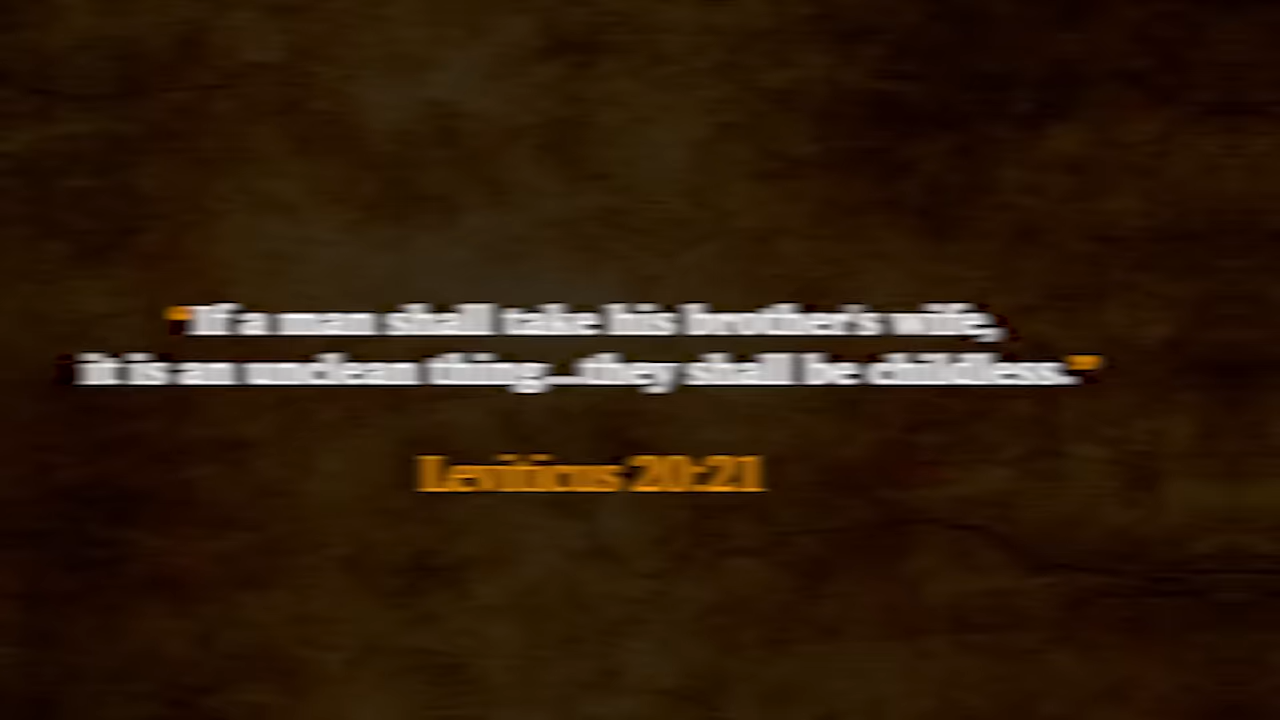 "If a man shall take his brother's wife,
it is an unclean thing...they shall be childless."
Leviticus 20:21